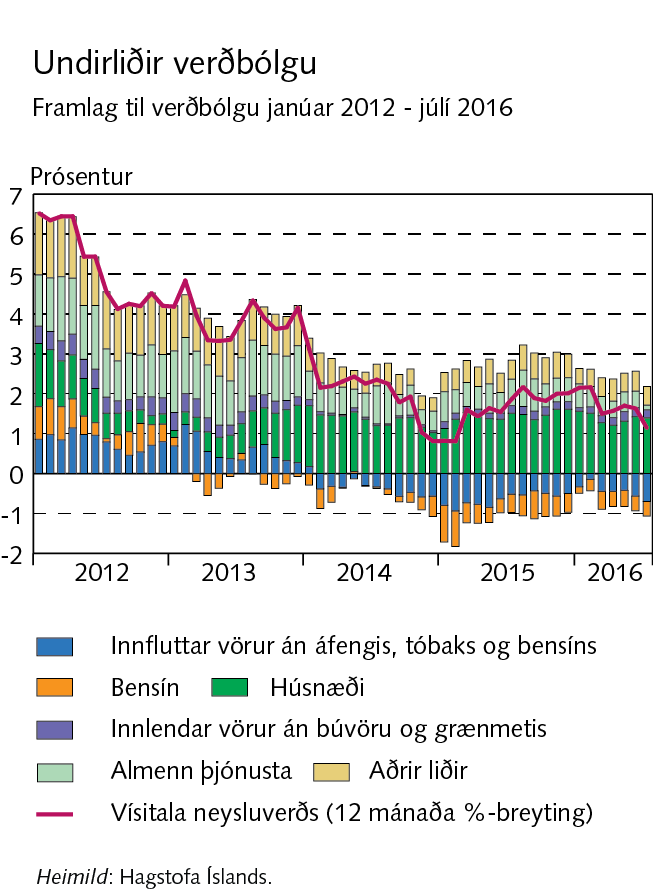 Undirliðir verðbólgu
Framlag til verðbólgu janúar 2012 - júlí 2016
Prósentur
7
6
5
4
3
2
1
0
-1
-2
2012 2013 2014 2015 2016
Innfluttar vörur án áfengis, tóbaks og bensíns
Bensín Húsnæði
Innlendar vörur án búvöru og grænmetis
Almenn þjónusta Aðrir liðir
Vísitala neysluverðs (12 mánaða %-breyting)
Heimild: Hagstofa Íslands.